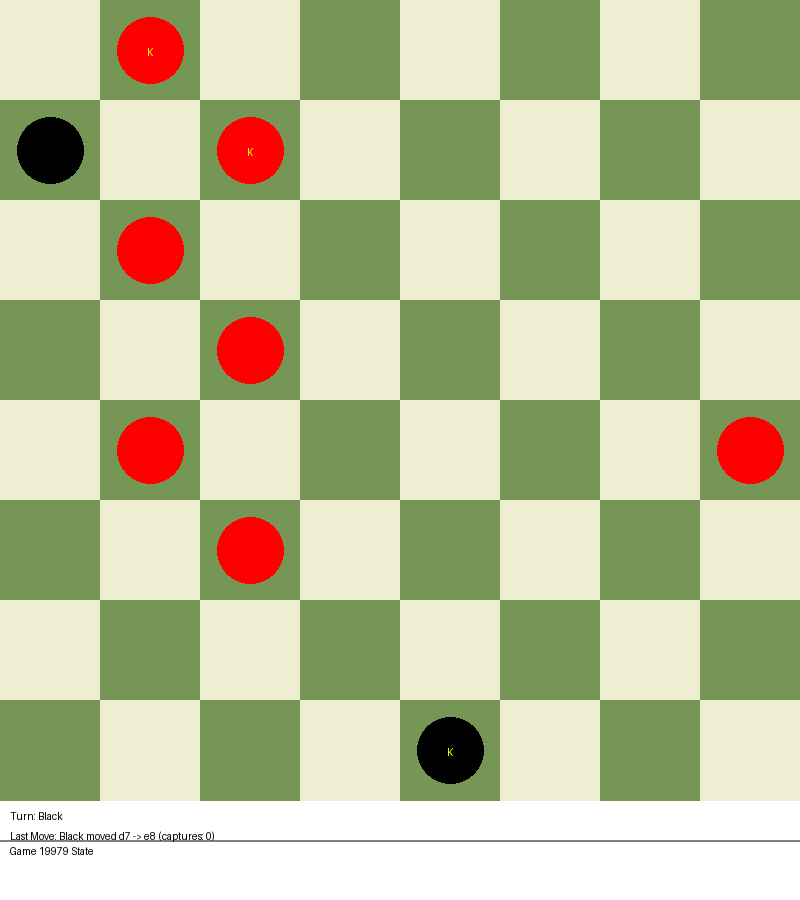 K
K
K
Turn: Black
Last Move: Black moved d7 -> e8 (captures: 0)
Game 19979 State